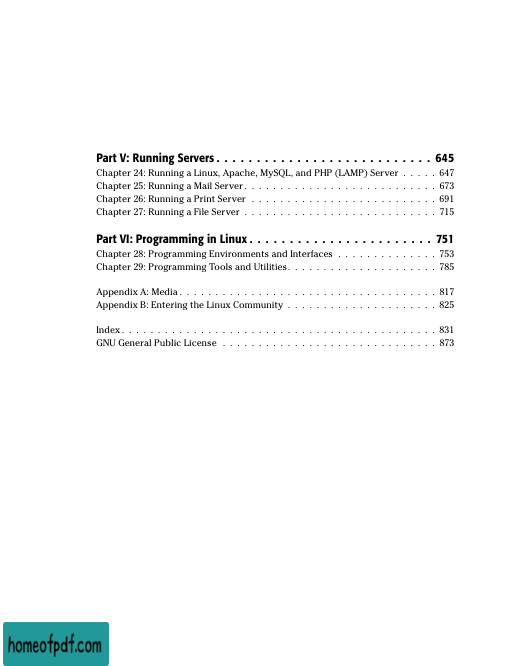 Part V: Running Servers . . . . . . . . . . . . . . . . . . . . . . . . . . . 645
Chapter 24: Running a Linux, Apache, MySQL, and PHP (LAMP) Server . . . . . 647
Chapter 25: Running a Mail Server . . . . . . . . . . . . . . . . . . . . . . . . . . . 673
Chapter 26: Running a Print Server . . . . . . . . . . . . . . . . . . . . . . . . . . 691
Chapter 27: Running a File Server . . . . . . . . . . . . . . . . . . . . . . . . . . . 715
Part VI: Programming in Linux . . . . . . . . . . . . . . . . . . . . . . . 751
Chapter 28: Programming Environments and Interfaces . . . . . . . . . . . . . . 753
Chapter 29: Programming Tools and Utilities . . . . . . . . . . . . . . . . . . . . . 785
Appendix A: Media . . . . . . . . . . . . . . . . . . . . . . . . . . . . . . . . . . . . 817
Appendix B: Entering the Linux Community . . . . . . . . . . . . . . . . . . . . . 825
Index . . . . . . . . . . . . . . . . . . . . . . . . . . . . . . . . . . . . . . . . . . . . 831
GNU General Public License . . . . . . . . . . . . . . . . . . . . . . . . . . . . . . 873
homeofpdf.com